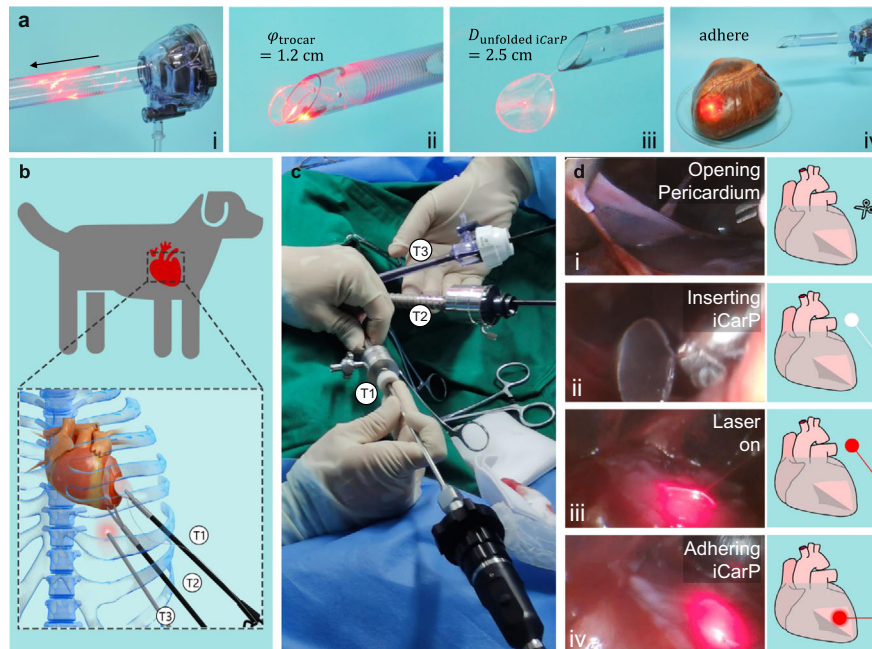 a
φtrocar
= 1.2 cm
Dunfolded iCarP
= 2.5 cm
adhere
i
ii
iii
iv
b
T1
T2
T3
c
T3
T2
T1
d
Opening
Pericardium
i
Inserting
iCarP
ii
Laser
on
iii
Adhering
iCarP
iv